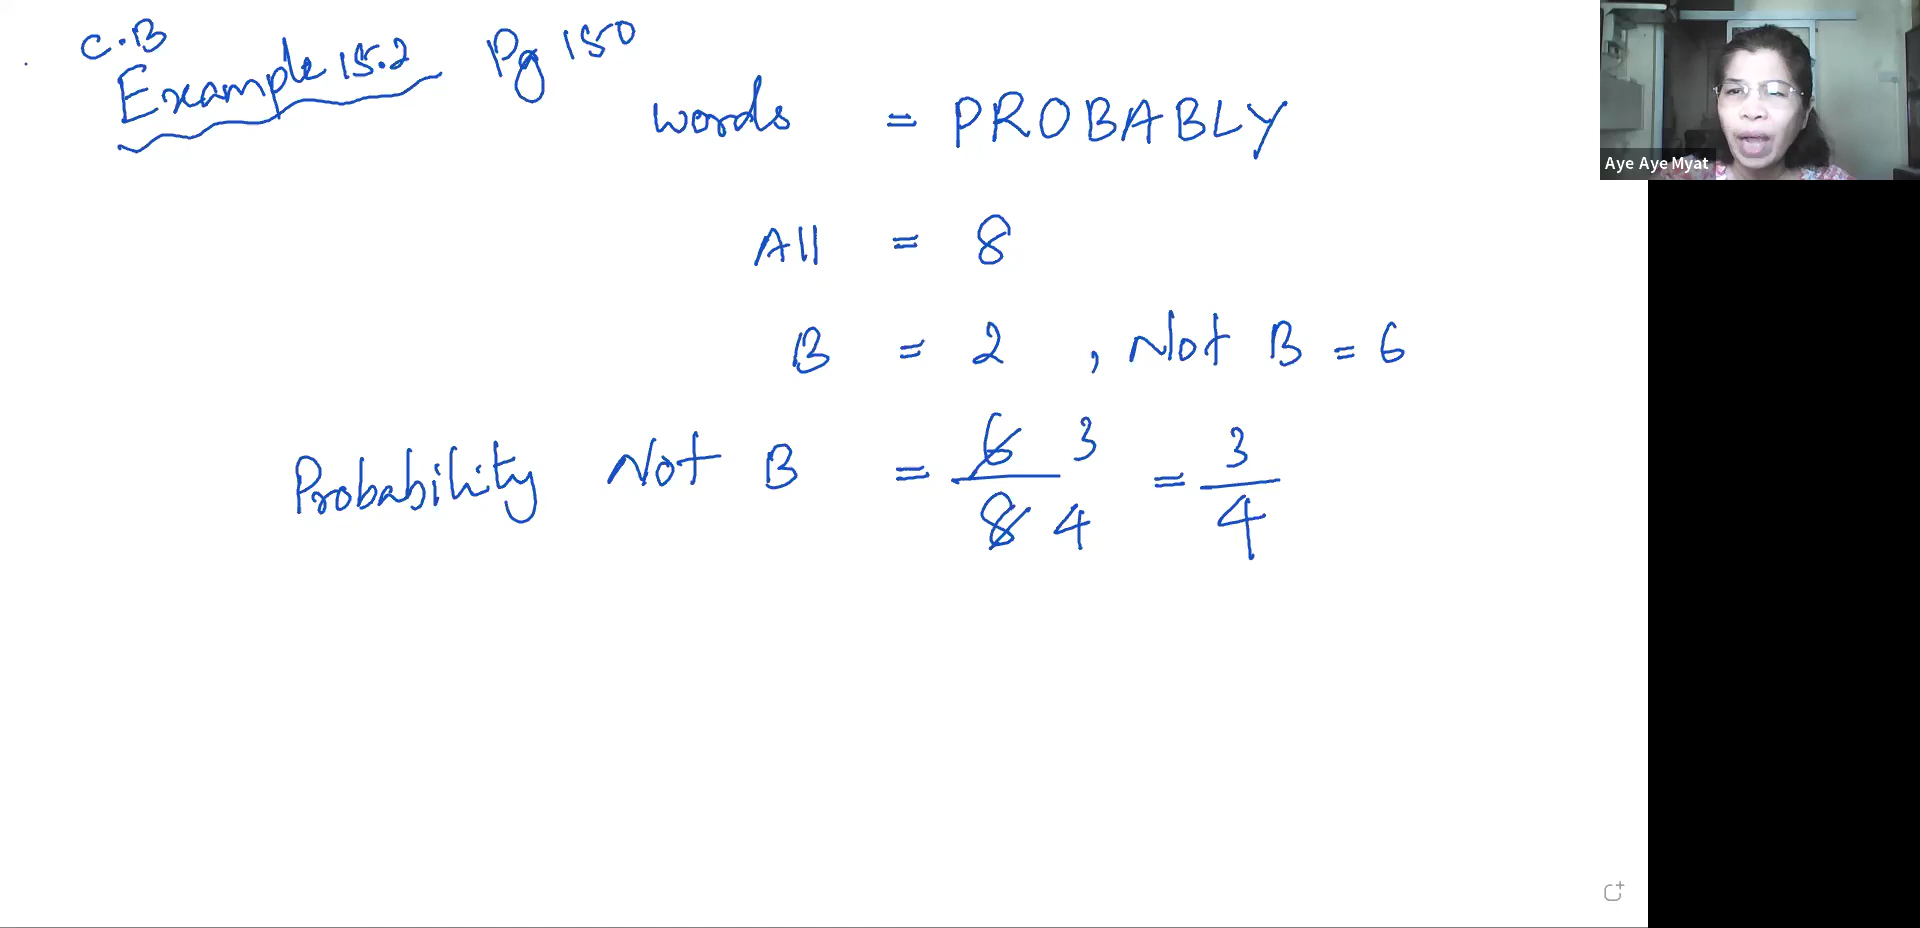 C.B
Example 15.2 Pg 150
words = PROBABLY
All = 8
B = 2 , Not B = 6
Probability Not B = 6/8 3/4 = 3/4
Aye Aye Myat